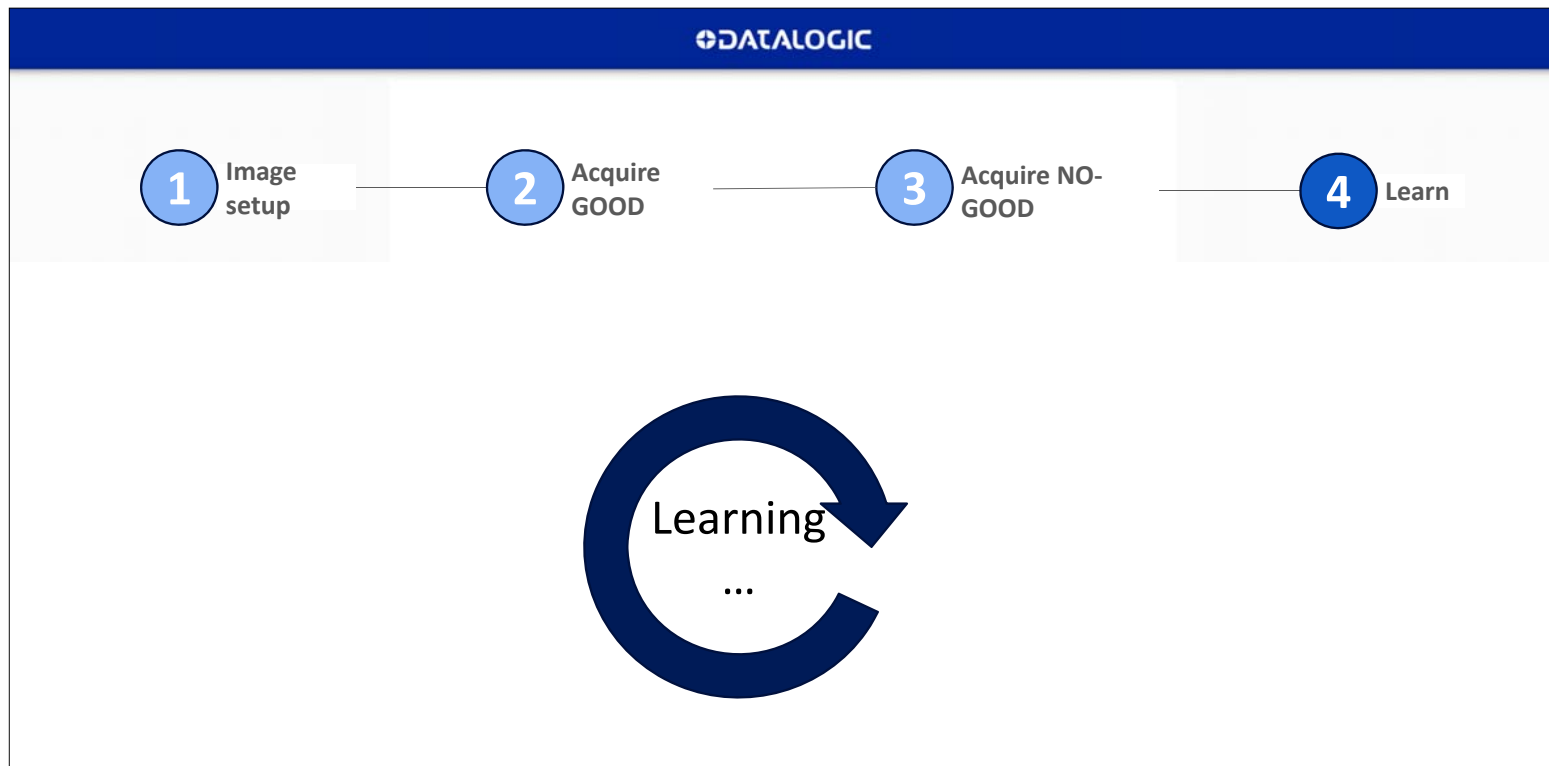 DATALOGIC
1
Image
setup
2
Acquire
GOOD
3
Acquire NO-
GOOD
4
Learn
Learning
...